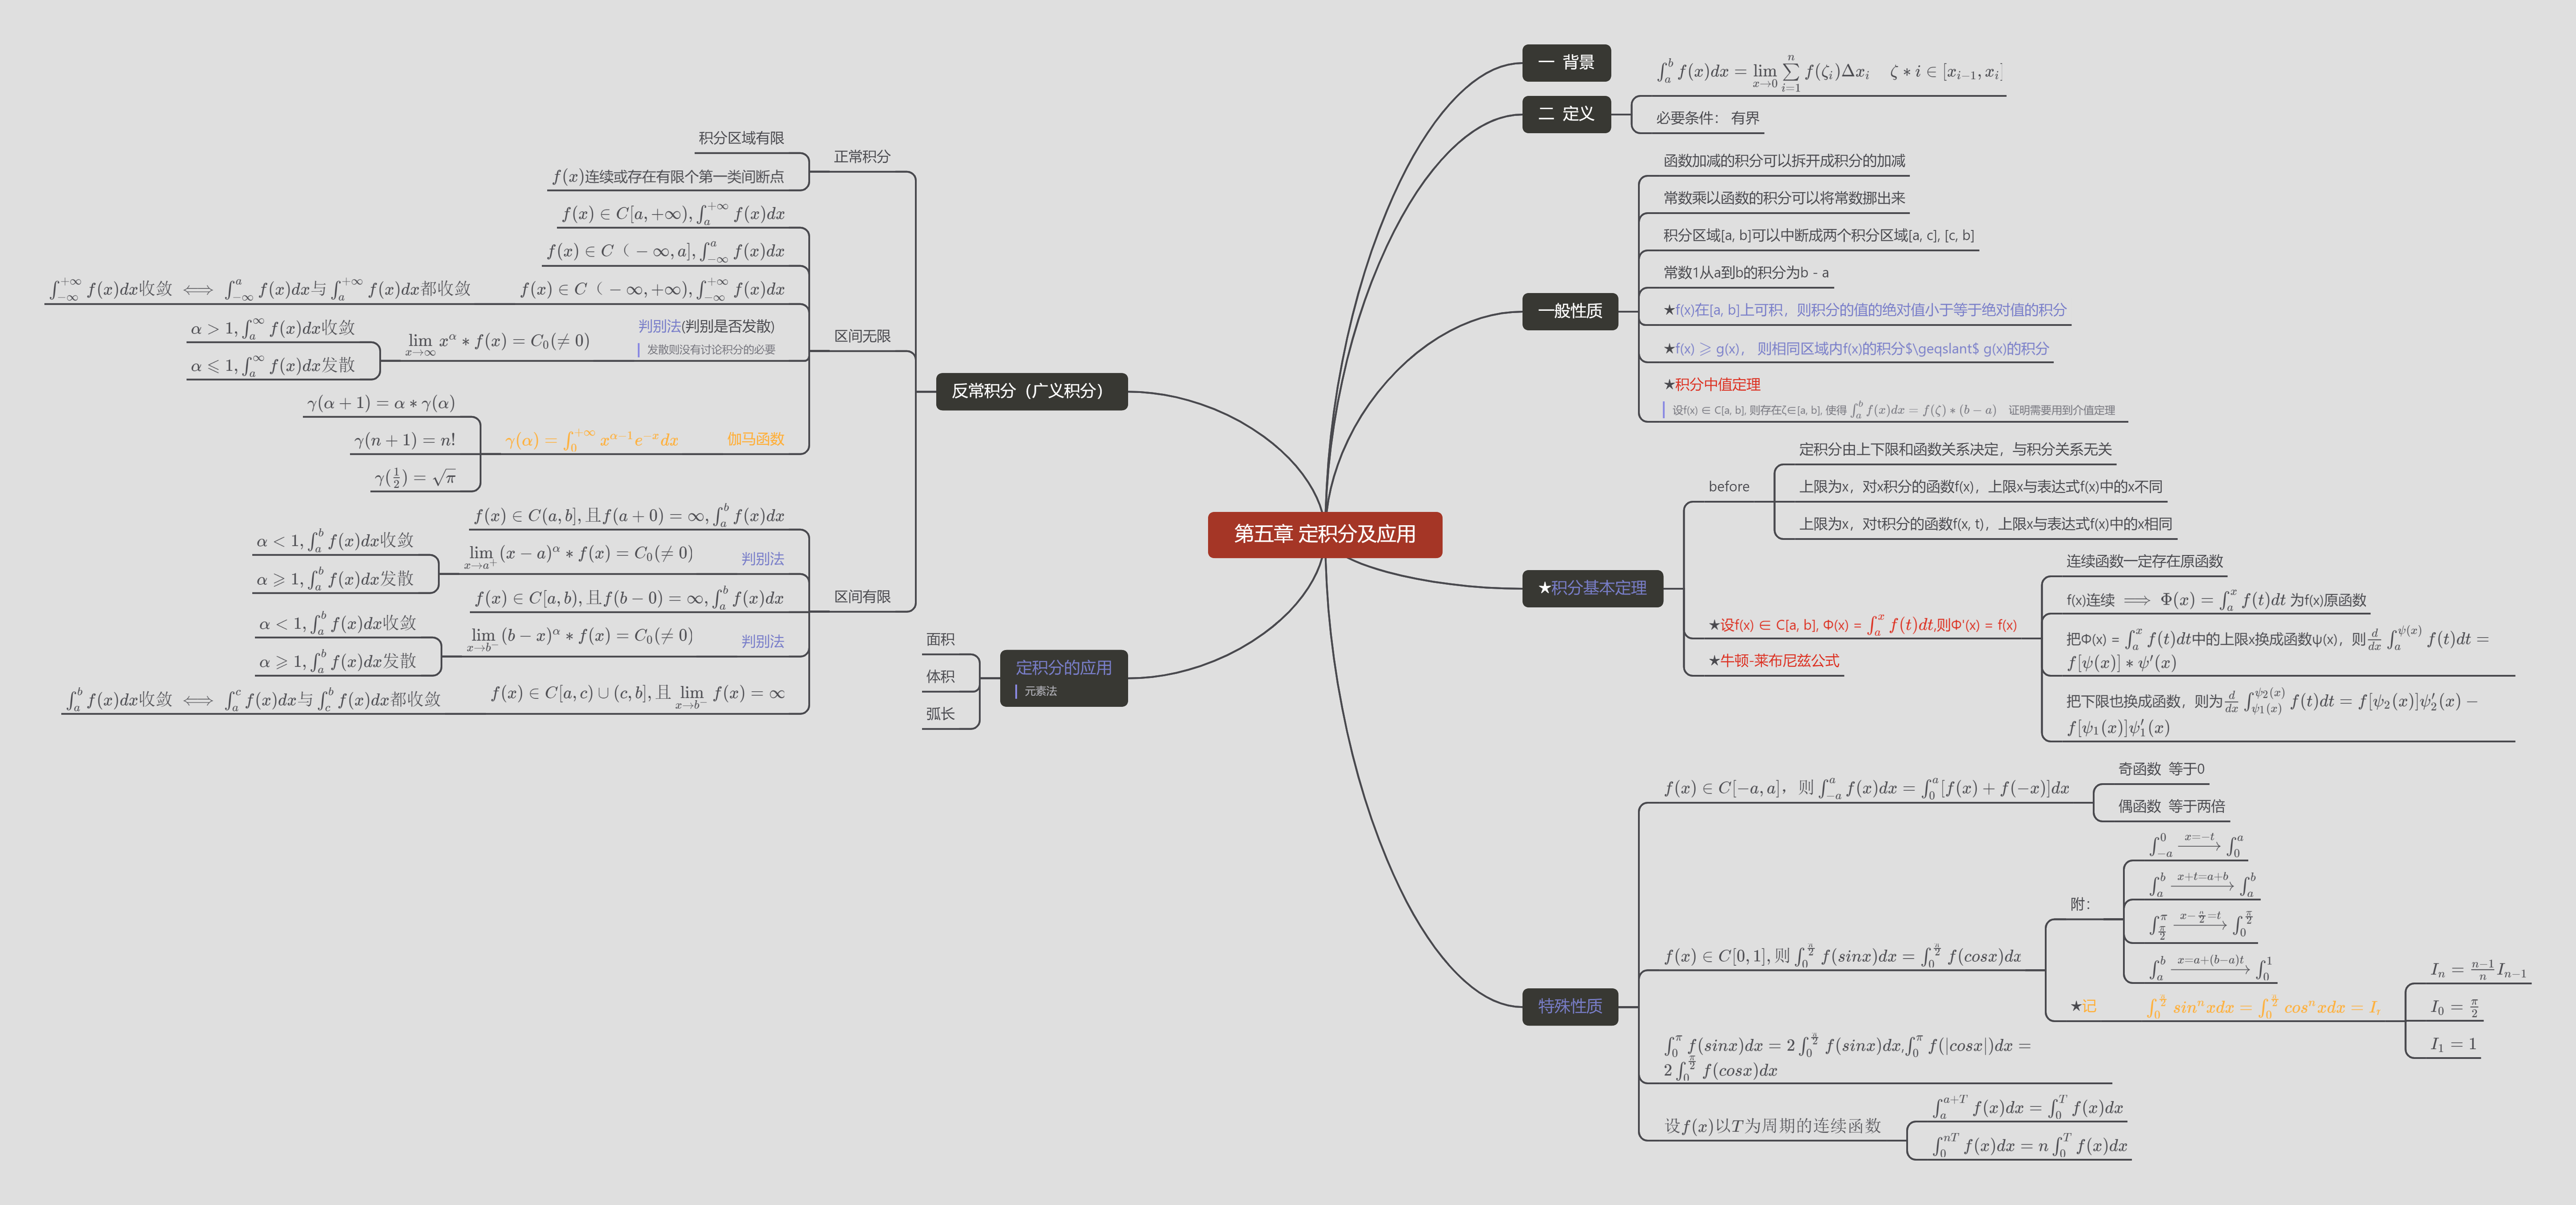 第五章 定积分及应用
一 背景
二 定义
$\int_a^b f(x)dx = \lim\limits_{x \to 0} \sum\limits_{i=1}^{n} f(\zeta_i)\Delta x_i \quad \zeta * i \in [x_{i-1}, x_i]$
必要条件： 有界
一般性质
函数加减的积分可以拆开成积分的加减
常数乘以函数的积分可以将常数挪出来
积分区域[a, b]可以中断成两个积分区域[a, c], [c, b]
常数1从a到b的积分为b - a
★f(x)在[a, b]上可积，则积分的值的绝对值小于等于绝对值的积分
★f(x) ⩾ g(x)， 则相同区域内f(x)的积分$\geqslant$ g(x)的积分
★积分中值定理
设f(x) ∈ C[a, b], 则存在ζ∈[a, b], 使得 $\int_a^b f(x)dx = f(\zeta) * (b-a)$ 证明需要用到介值定理
★积分基本定理
before
定积分由上下限和函数关系决定，与积分关系无关
上限为x，对x积分的函数f(x)，上限x与表达式f(x)中的x不同
上限为x，对t积分的函数f(x, t)，上限x与表达式f(x)中的x相同
★设f(x) ∈ C[a, b], Φ(x) = $\int_a^x f(t)dt$,则Φ'(x) = f(x)
连续函数一定存在原函数
f(x)连续 $\implies \Phi(x) = \int_a^x f(t)dt$ 为f(x)原函数
把Φ(x) = $\int_a^x f(t)dt$中的上限x换成函数ψ(x)，则$\frac{d}{dx}\int_a^{\psi(x)} f(t)dt =$
$f[\psi(x)] * \psi'(x)$
把下限也换成函数，则为$\frac{d}{dx}\int_{\psi_1(x)}^{\psi_2(x)} f(t)dt = f[\psi_2(x)]\psi_2'(x) -$
$f[\psi_1(x)]\psi_1'(x)$
★牛顿-莱布尼兹公式
特殊性质
$f(x) \in C[-a, a]$，则 $\int_{-a}^a f(x)dx = \int_0^a [f(x) + f(-x)]dx$
奇函数 等于0
偶函数 等于两倍
$f(x) \in C[0, 1]$, 则 $\int_0^{\frac{\pi}{2}} f(sinx)dx = \int_0^{\frac{\pi}{2}} f(cosx)dx$
附：
$\int_{-a}^0 \xrightarrow{x=-t} \int_0^a$
$\int_a^b \xrightarrow{x+t=a+b} \int_a^b$
$\int_{\frac{\pi}{2}}^{\pi} \xrightarrow{x-\frac{\pi}{2}=t} \int_0^{\frac{\pi}{2}}$
$\int_a^b \xrightarrow{x=a+(b-a)t} \int_0^1$
★记
$\int_0^{\frac{\pi}{2}} sin^n xdx = \int_0^{\frac{\pi}{2}} cos^n xdx = I$
$I_n = \frac{n-1}{n} I_{n-1}$
$I_0 = \frac{\pi}{2}$
$I_1 = 1$
$\int_0^{\pi} f(sinx)dx = 2\int_0^{\frac{\pi}{2}} f(sinx)dx, \int_0^{\pi} f(|cosx|)dx =$
$2\int_0^{\frac{\pi}{2}} f(cosx)dx$
设$f(x)$以$T$为周期的连续函数
$\int_a^{a+T} f(x)dx = \int_0^T f(x)dx$
$\int_0^{nT} f(x)dx = n\int_0^T f(x)dx$
反常积分（广义积分）
正常积分
积分区域有限
$f(x)$连续或存在有限个第一类间断点
区间无限
$f(x) \in C[a, +\infty), \int_a^{+\infty} f(x)dx$
$f(x) \in C（-\infty, a], \int_{-\infty}^a f(x)dx$
$f(x) \in C（-\infty, +\infty), \int_{-\infty}^{+\infty} f(x)dx$
$\int_{-\infty}^{+\infty} f(x)dx$收敛 $\iff \int_{-\infty}^a f(x)dx$与$\int_a^{+\infty} f(x)dx$都收敛
判别法(判别是否发散)
发散则没有讨论积分的必要
$\lim\limits_{x \to \infty} x^{\alpha} * f(x) = C_0 (\neq 0)$
$\alpha > 1, \int_a^{\infty} f(x)dx$收敛
$\alpha \leqslant 1, \int_a^{\infty} f(x)dx$发散
伽马函数
$\gamma(\alpha) = \int_0^{+\infty} x^{\alpha-1} e^{-x} dx$
$\gamma(\alpha + 1) = \alpha * \gamma(\alpha)$
$\gamma(n + 1) = n!$
$\gamma(\frac{1}{2}) = \sqrt{\pi}$
区间有限
$f(x) \in C(a, b]$, 且$f(a + 0) = \infty, \int_a^b f(x)dx$
判别法
$\lim\limits_{x \to a^+} (x - a)^{\alpha} * f(x) = C_0 (\neq 0)$
$\alpha < 1, \int_a^b f(x)dx$收敛
$\alpha \geqslant 1, \int_a^b f(x)dx$发散
$f(x) \in C[a, b)$, 且$f(b - 0) = \infty, \int_a^b f(x)dx$
判别法
$\lim\limits_{x \to b^-} (b - x)^{\alpha} * f(x) = C_0 (\neq 0)$
$\alpha < 1, \int_a^b f(x)dx$收敛
$\alpha \geqslant 1, \int_a^b f(x)dx$发散
$f(x) \in C[a, c) \cup (c, b]$, 且 $\lim\limits_{x \to b^-} f(x) = \infty$
$\int_a^b f(x)dx$收敛 $\iff \int_a^c f(x)dx$与$\int_c^b f(x)dx$都收敛
定积分的应用
元素法
面积
体积
弧长